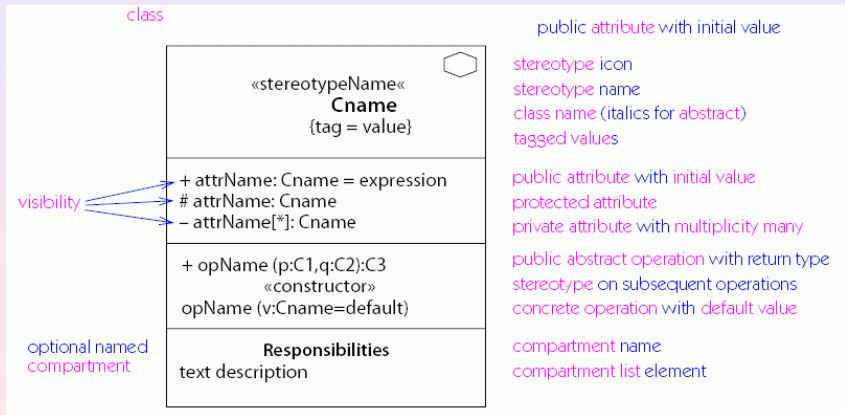 class
public attribute with initial value
«stereotypeName«
Cname
{tag = value}
stereotype icon
stereotype name
class name (italics for abstract)
tagged values
visibility
+ attrName: Cname = expression
# attrName: Cname
– attrName[*]: Cname
public attribute with initial value
protected attribute
private attribute with multiplicity many
+ opName (p:C1,q:C2):C3
«constructor»
opName (v:Cname=default)
public abstract operation with return type
stereotype on subsequent operations
concrete operation with default value
optional named
compartment
Responsibilities
text description
compartment name
compartment list element